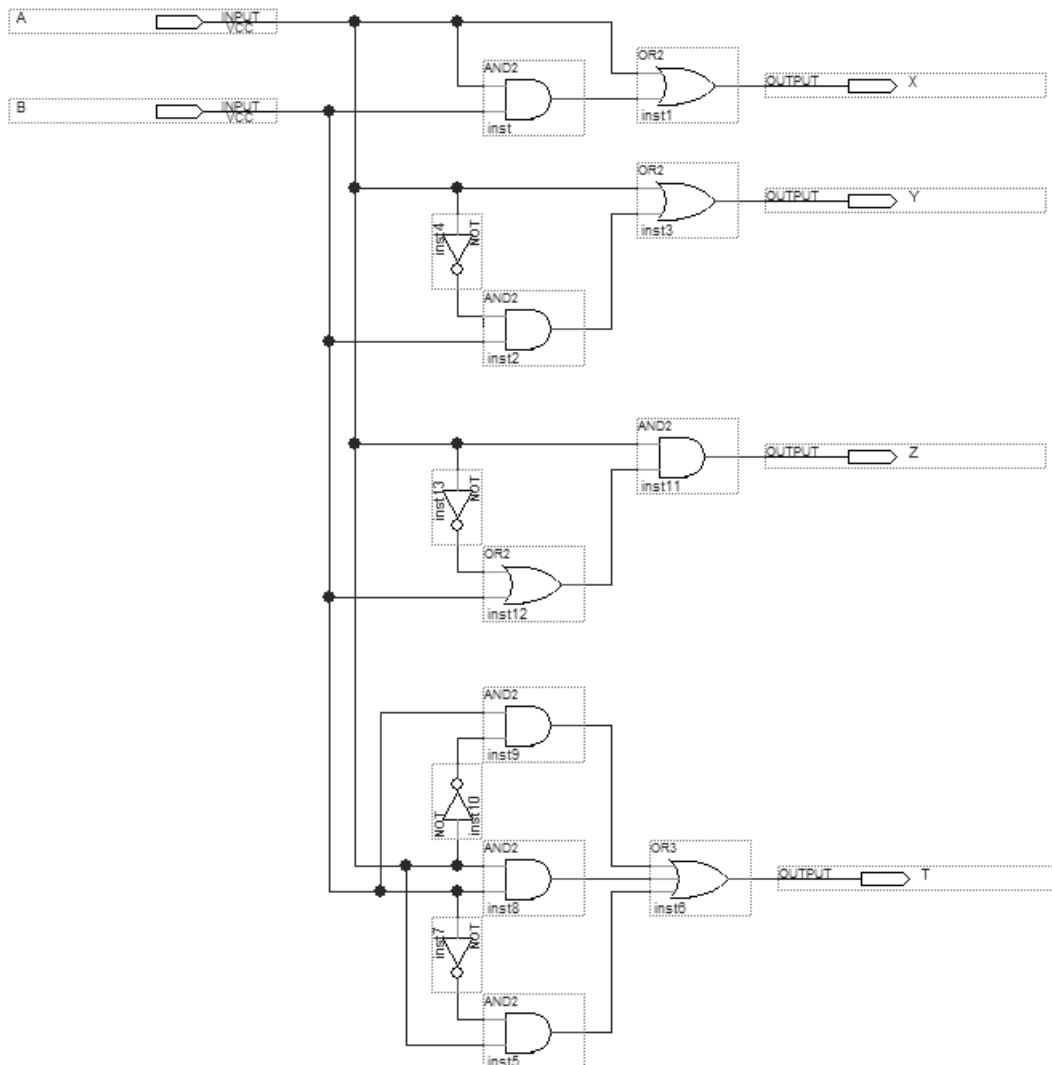 A
INPUT
VCC
OR2
AND2
OUTPUT
X
B
INPUT
VCC
inst
inst1
OR2
OUTPUT
Y
inst4
NOT
inst3
AND2
inst2
AND2
OUTPUT
Z
inst13
NOT
inst11
OR2
inst12
AND2
inst9
NOT
inst10
AND2
OR3
OUTPUT
T
inst8
inst6
inst7
NOT
AND2
inst5